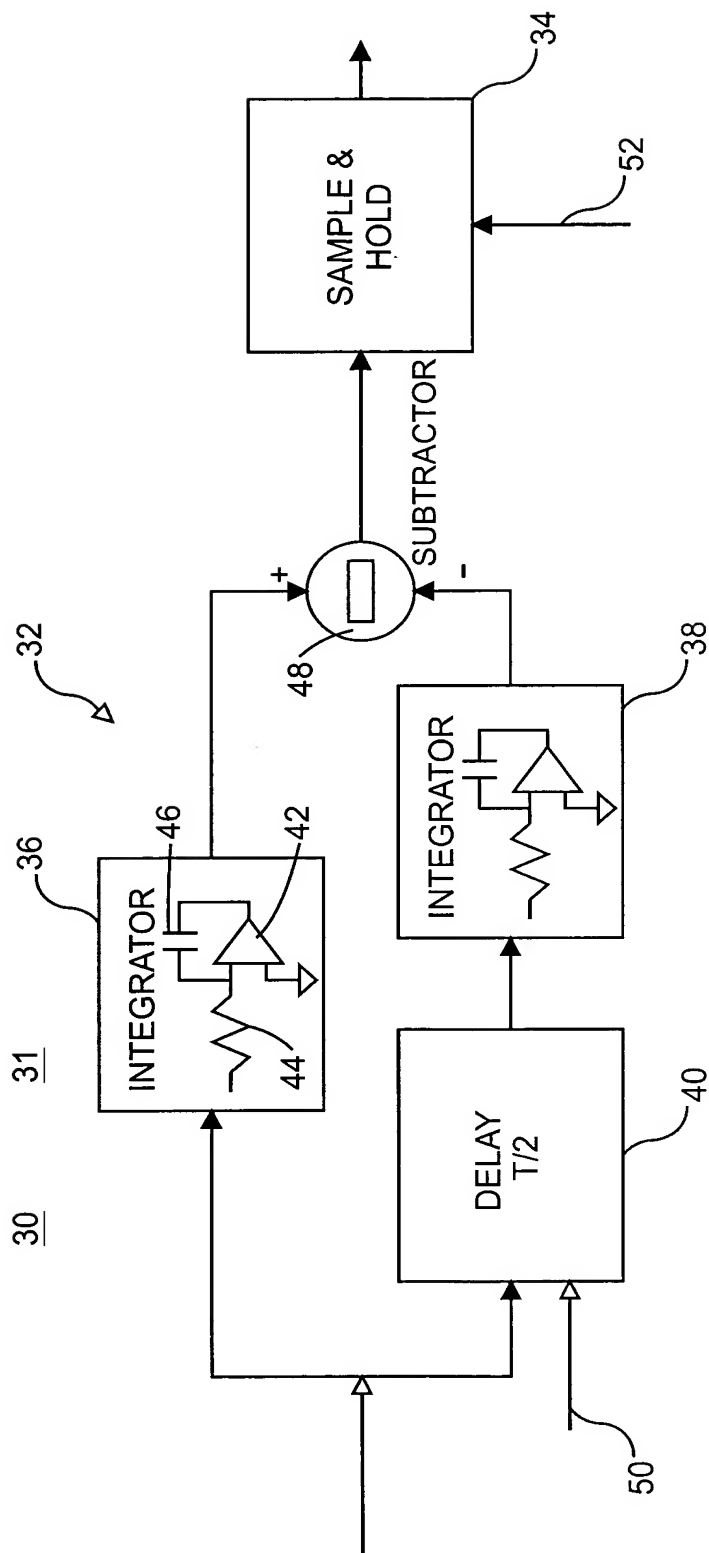 30
31
32
36
INTEGRATOR
46
44
42
+
48
SUBTRACTOR
-
SAMPLE &
HOLD
34
52
DELAY
T/2
40
50
INTEGRATOR
38